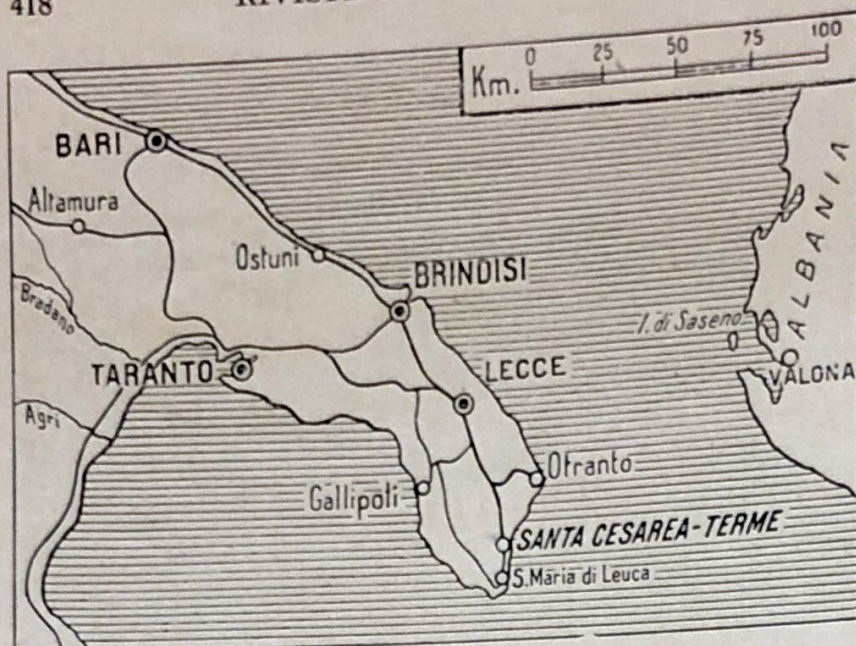 418
0 25 50 75 100
Km.
BARI
Altamura
Ostuni
BRINDISI
ALBANIA
I. di Saseno
Bradano
TARANTO
LECCE
VALONA
Agri
Otranto
Gallipoli
SANTA CESAREA-TERME
S. Maria di Leuca